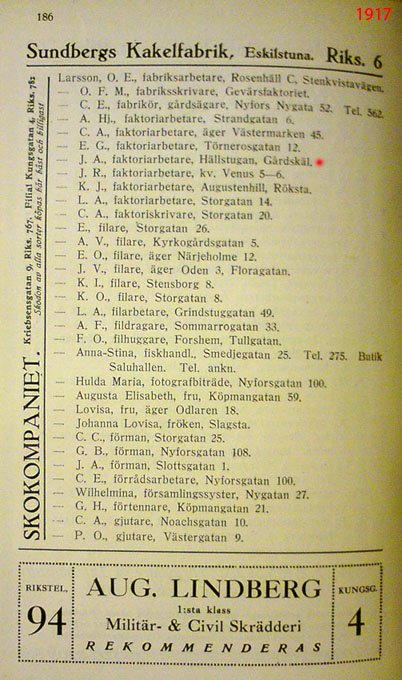 186
1917
Sundbergs Kakelfabrik, Eskilstuna. Riks. 6
SKOKOMPANIET. Kriebsensgatan 9, Riks. 767. Filial Kungsgatan 4, Riks. 782
Skodon av alla sorter köpas här bäst och billigast
Larsson, O. E., fabriksarbetare, Rosenhäll C, Stenkvistavägen.
— O. F. M., fabriksskrivare, Gevärsfaktoriet.
— C. E., fabrikör, gårdsägare, Nyfors Nygata 52. Tel. 562.
— A. Hj., faktoriarbetare, Strandgatan 6.
— C. A., faktoriarbetare, äger Västermarken 45.
— E. G., faktoriarbetare, Törnerosgatan 12.
— J. A., faktoriarbetare, Hällstugan, Gårdskäl.
— J. R., faktoriarbetare, kv. Venus 5—6.
— K. J., faktoriarbetare, Augustenhill, Röksta.
— L. A., faktoriarbetare, Storgatan 14.
— C. A., faktoriskrivare, Storgatan 20.
— E., filare, Storgatan 26.
— A. V., filare, Kyrkogårdsgatan 5.
— E. O., filare, äger Närjeholme 12.
— J. V., filare, äger Oden 3, Floragatan.
— K. I., filare, Stensborg 8.
— K. O., filare, Storgatan 8.
— L. A., filarbetare, Grindstuggatan 49.
— A. F., fildragare, Sommarrogatan 33.
— F. O., filhuggare, Forshem, Tullgatan.
— Anna-Stina, fiskhandl., Smedjegatan 25. Tel. 275. Butik
Saluhallen. Tel. ankn.
— Hulda Maria, fotografbiträde, Nyforsgatan 100.
— Augusta Elisabeth, fru, Köpmangatan 59.
— Lovisa, fru, äger Odlaren 18.
— Johanna Lovisa, fröken, Slagsta.
— C. C., förman, Storgatan 25.
— G. B., förman, Nyforsgatan 108.
— J. A., förman, Slottsgatan 1.
— C. E., förrådsarbetare, Nyforsgatan 100.
— Wilhelmina, församlingssyster, Nygatan 27.
— G. H., förtennare, Köpmangatan 21.
— C. A., gjutare, Noachsgatan 10.
— P. O., gjutare, Västergatan 9.
RIKSTEL. 94
AUG. LINDBERG
1:sta klass
Militär- & Civil Skrädderi
REKOMMENDERAS
KUNGSG. 4